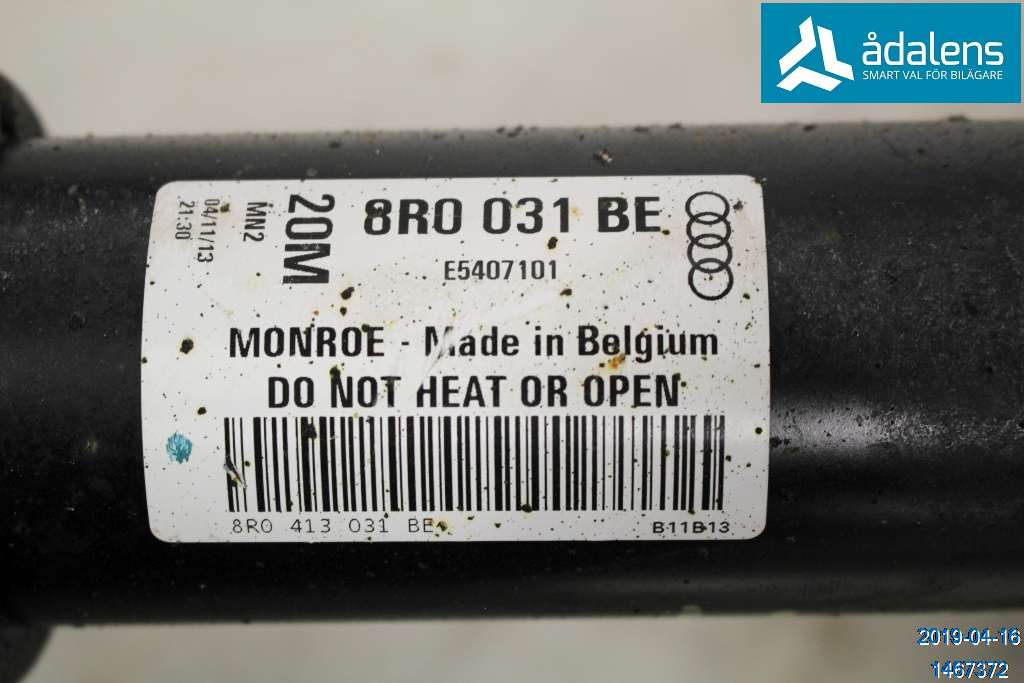 ådalens
SMART VAL FÖR BILÄGARE
8R0 031 BE
E5407101
20M
MN2
04/11/13
21:30
MONROE - Made in Belgium
DO NOT HEAT OR OPEN
8R0 413 031 BE
B11B13
2019-04-16
1467372